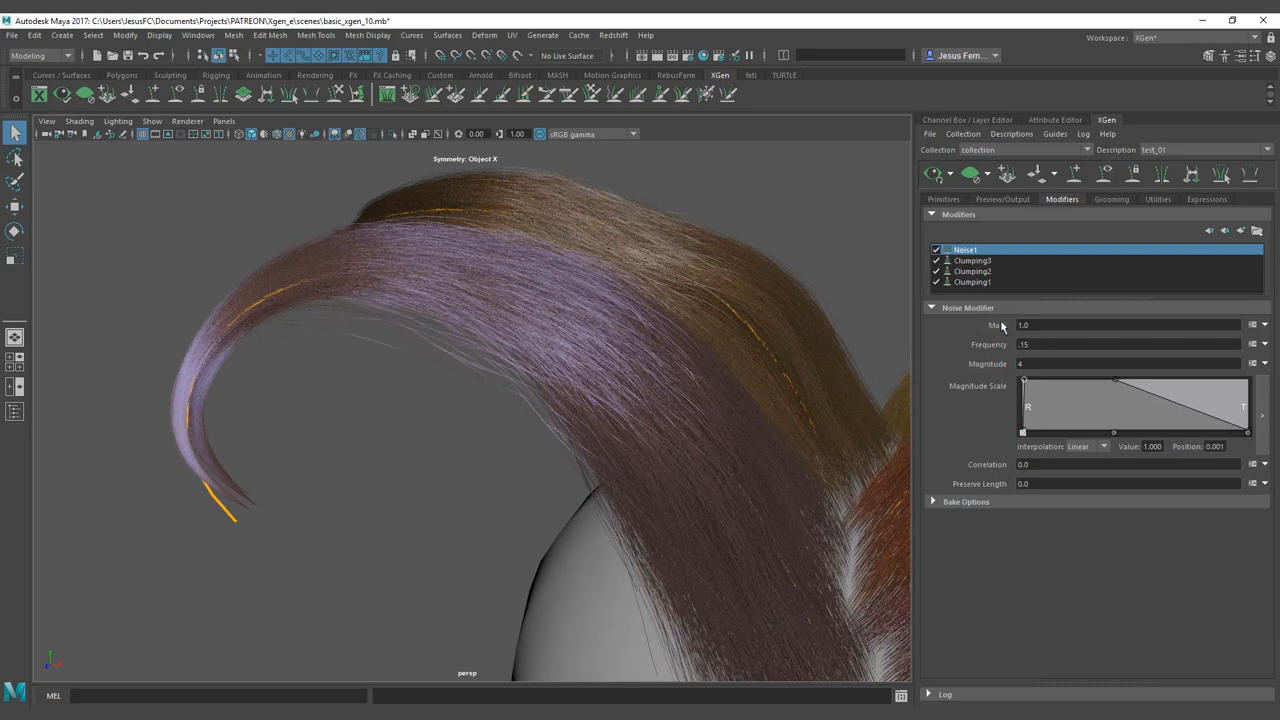 Autodesk Maya 2017: C:\Users\JesusFC\Documents\Projects\PATREON\Xgen_e\scenes\basic_xgen_10.mb*
File Edit Create Select Modify Display Windows Mesh Edit Mesh Mesh Tools Mesh Display Curves Surfaces Deform UV Generate Cache Arnold Help Redshift
Workspace : XGen*
Modeling
No Live Surface
Jesus Fern...
Curves / Surfaces Polygons Sculpting Rigging Animation Rendering FX FX Caching Custom Arnold Bifrost MASH Motion Graphics RebusFarm XGen Yeti TURTLE
View Shading Lighting Show Renderer Panels
0.00 1.00 sRGB gamma
Symmetry: Object X
persp
Channel Box / Layer Editor Attribute Editor XGen
File Collection Descriptions Guides Log Help
Collection collection Description test_01
Primitives Preview/Output Modifiers Grooming Utilities Expressions
Modifiers
Noise1
Clumping3
Clumping2
Clumping1
Noise Modifier
1.0
Frequency .15
Magnitude 4
Magnitude Scale
R T
Interpolation: Linear Value: 1.000 Position: 0.001
Correlation 0.0
Preserve Length 0.0
Bake Options
Log
MEL